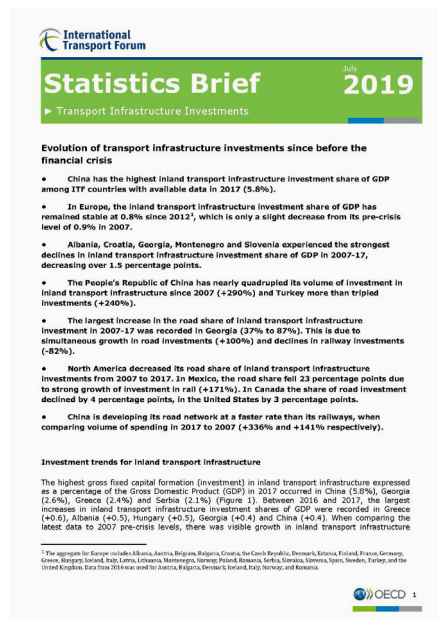 International
Transport Forum
Statistics Brief
July
2019
► Transport Infrastructure Investments
Evolution of transport infrastructure investments since before the
financial crisis
● China has the highest inland transport infrastructure investment share of GDP
among ITF countries with available data in 2017 (5.8%).
● In Europe, the inland transport infrastructure investment share of GDP has
remained stable at 0.8% since 2012¹, which is only a slight decrease from its pre-crisis
level of 0.9% in 2007.
● Albania, Croatia, Georgia, Montenegro and Slovenia experienced the strongest
declines in inland transport infrastructure investment share of GDP in 2007-17,
decreasing over 1.5 percentage points.
● The People's Republic of China has nearly quadrupled its volume of investment in
inland transport infrastructure since 2007 (+290%) and Turkey more than tripled
investments (+240%).
● The largest increase in the road share of inland transport infrastructure
investment in 2007-17 was recorded in Georgia (37% to 87%). This is due to
simultaneous growth in road investments (+100%) and declines in railway investments
(-82%).
● North America decreased its road share of inland transport infrastructure
investments from 2007 to 2017. In Mexico, the road share fell 23 percentage points due
to strong growth of investment in rail (+171%). In Canada the share of road investment
declined by 4 percentage points, in the United States by 3 percentage points.
● China is developing its road network at a faster rate than its railways, when
comparing volume of spending in 2017 to 2007 (+336% and +141% respectively).
Investment trends for inland transport infrastructure
The highest gross fixed capital formation (investment) in inland transport infrastructure expressed
as a percentage of the Gross Domestic Product (GDP) in 2017 occurred in China (5.8%), Georgia
(2.6%), Greece (2.4%) and Serbia (2.1%) (Figure 1). Between 2016 and 2017, the largest
increases in inland transport infrastructure investment shares of GDP were recorded in Greece
(+0.6), Albania (+0.5), Hungary (+0.5), Georgia (+0.4) and China (+0.4). When comparing the
latest data to 2007 pre-crisis levels, there was visible growth in inland transport infrastructure
¹ The aggregate for Europe includes Albania, Austria, Belgium, Bulgaria, Croatia, the Czech Republic, Denmark, Estonia, Finland, France, Germany,
Greece, Hungary, Iceland, Italy, Latvia, Lithuania, Montenegro, Norway, Poland, Romania, Serbia, Slovakia, Slovenia, Spain, Sweden, Turkey, and the
United Kingdom. Data from 2016 was used for Austria, Bulgaria, Denmark, Iceland, Italy, Norway, and Romania.
OECD 1